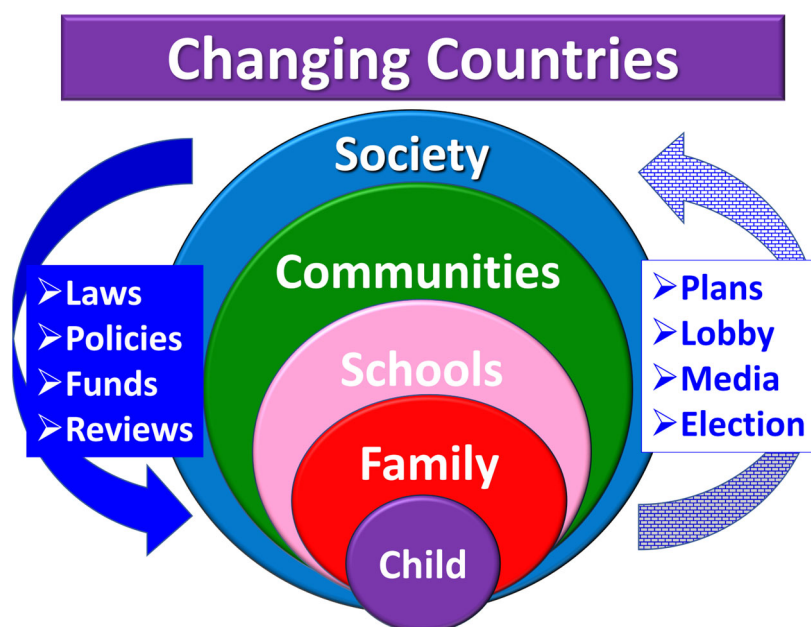 Changing Countries
Society
Communities
Schools
Family
Child
➢Laws
➢Policies
➢Funds
➢Reviews
➢Plans
➢Lobby
➢Media
➢Election